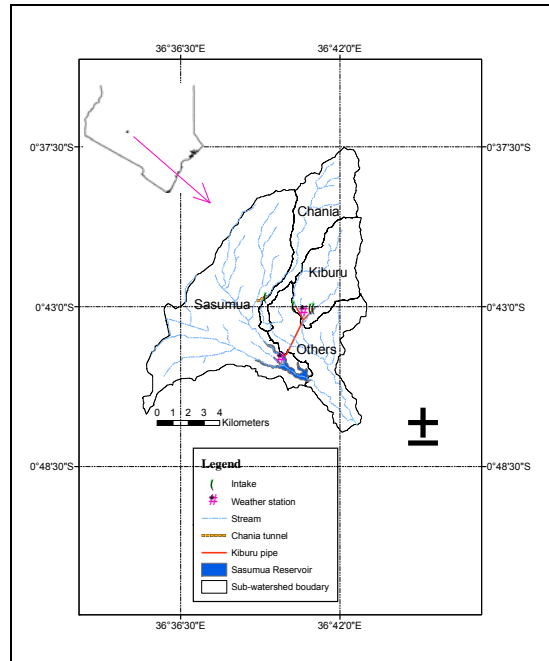 36°36'30"E 36°42'0"E
0°37'30"S 0°37'30"S
Chania
Kiburu
Sasumua
0°43'0"S 0°43'0"S
Others
0 1 2 3 4
Kilometers
0°48'30"S 0°48'30"S
Legend
Intake
Weather station
Stream
Chania tunnel
Kiburu pipe
Sasumua Reservoir
Sub-watershed boudary
36°36'30"E 36°42'0"E